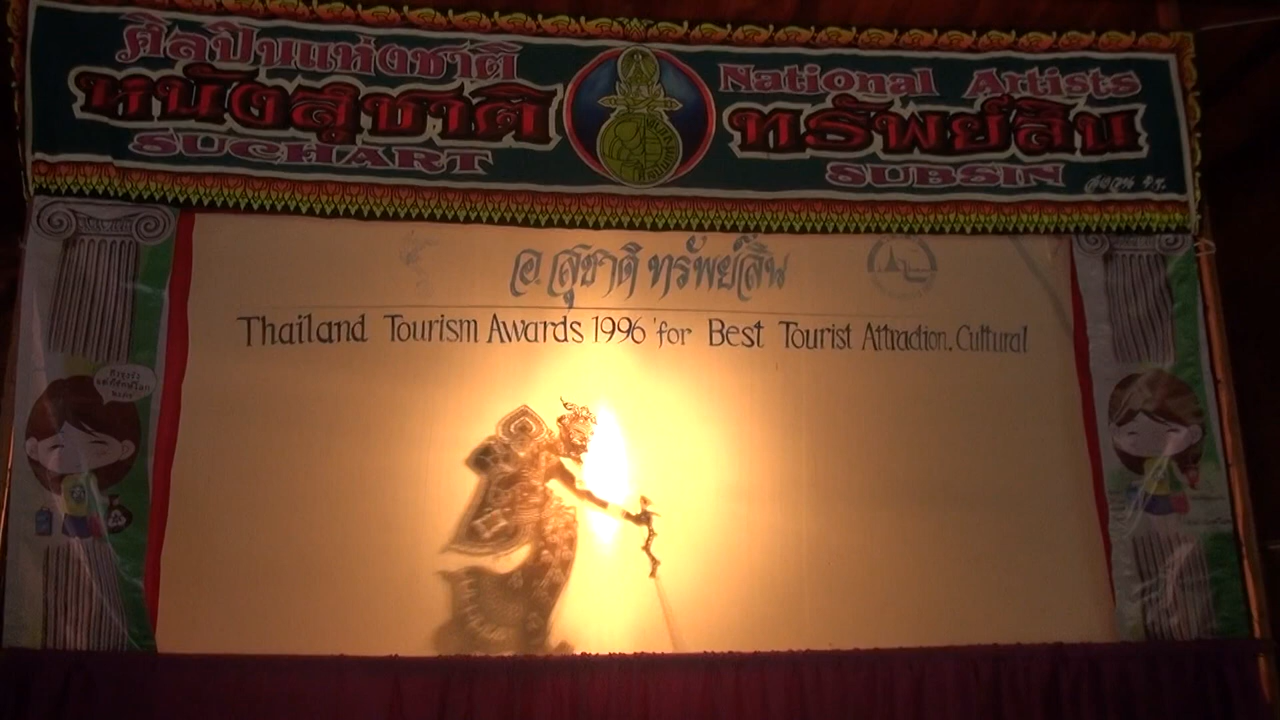 ศิลปินแห่งชาติ
หนังสุชาติ
SUCHART
National Artists
ทรัพย์สิน
SUBSIN
อ. สุชาติ ทรัพย์สิน
Thailand Tourism Awards 1996 for Best Tourist Attraction. Cultural